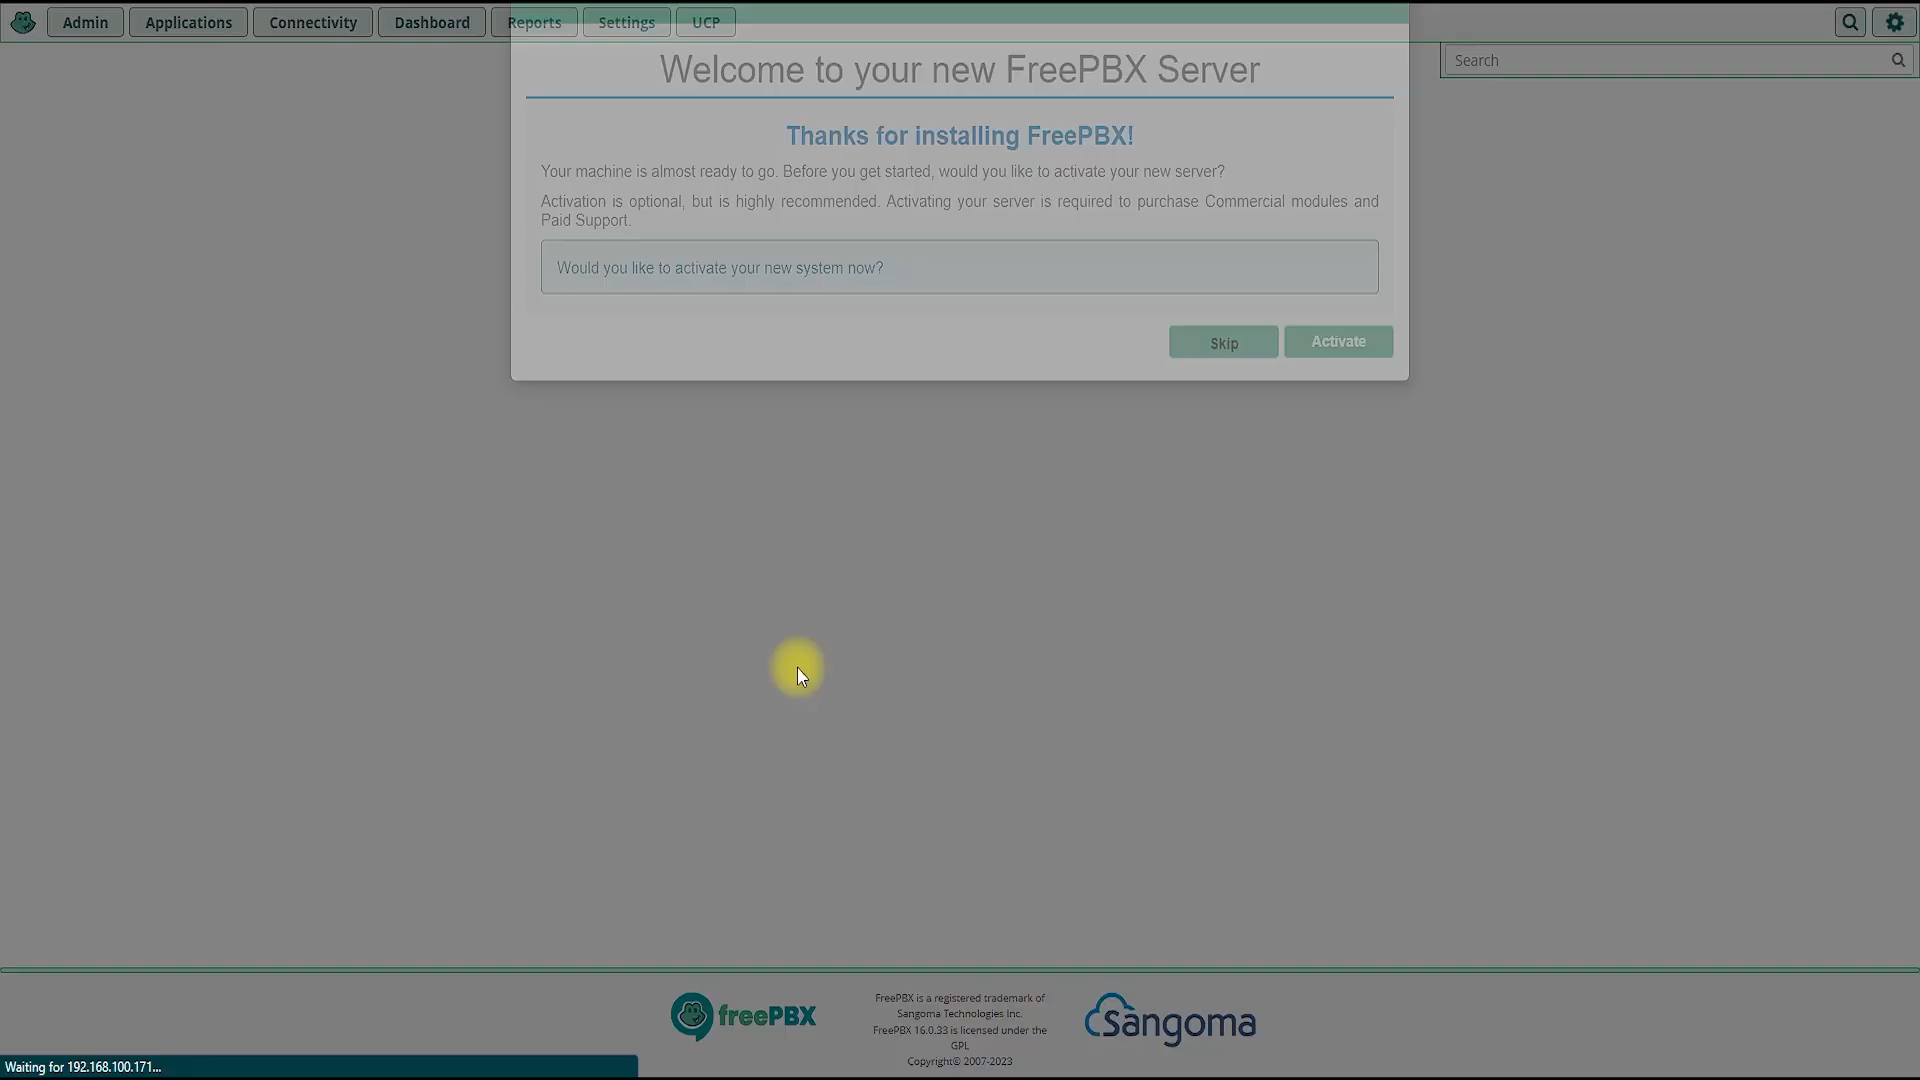 Admin Applications Connectivity Dashboard Reports Settings UCP
Search
Welcome to your new FreePBX Server
Thanks for installing FreePBX!
Your machine is almost ready to go. Before you get started, would you like to activate your new server?
Activation is optional, but is highly recommended. Activating your server is required to purchase Commercial modules and
Paid Support.
Would you like to activate your new system now?
Skip Activate
freePBX
FreePBX is a registered trademark of
Sangoma Technologies Inc.
FreePBX 16.0.33 is licensed under the
GPL
Copyright© 2007-2023
Sangoma
Waiting for 192.168.100.171...